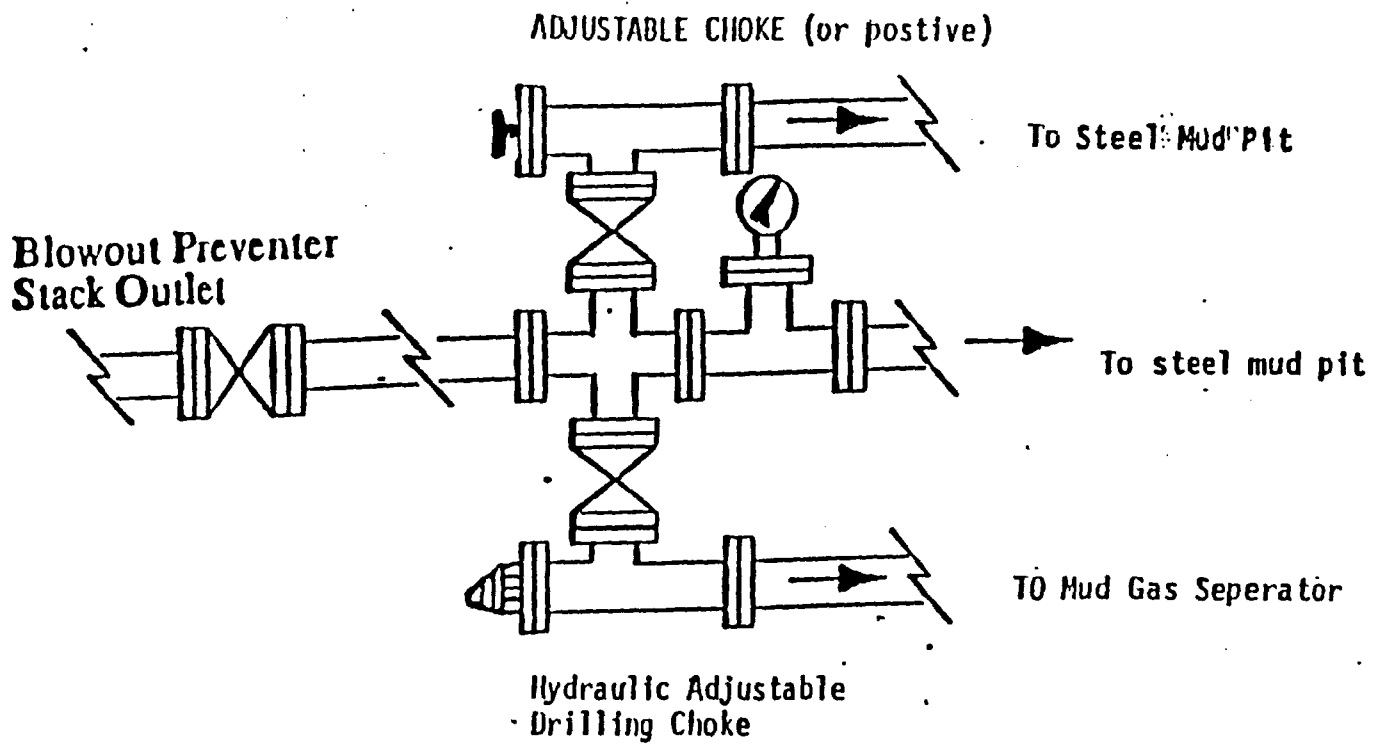 ADJUSTABLE CHOKE (or postive)
To Steel Mud Pit
Blowout Preventer
Stack Outlet
To steel mud pit
TO Mud Gas Seperator
Hydraulic Adjustable
Drilling Choke